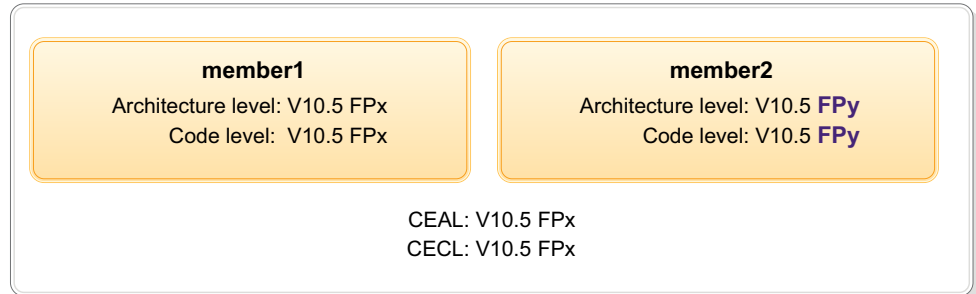 member1
Architecture level: V10.5 FPx
Code level: V10.5 FPx
member2
Architecture level: V10.5 FPy
Code level: V10.5 FPy
CEAL: V10.5 FPx
CECL: V10.5 FPx